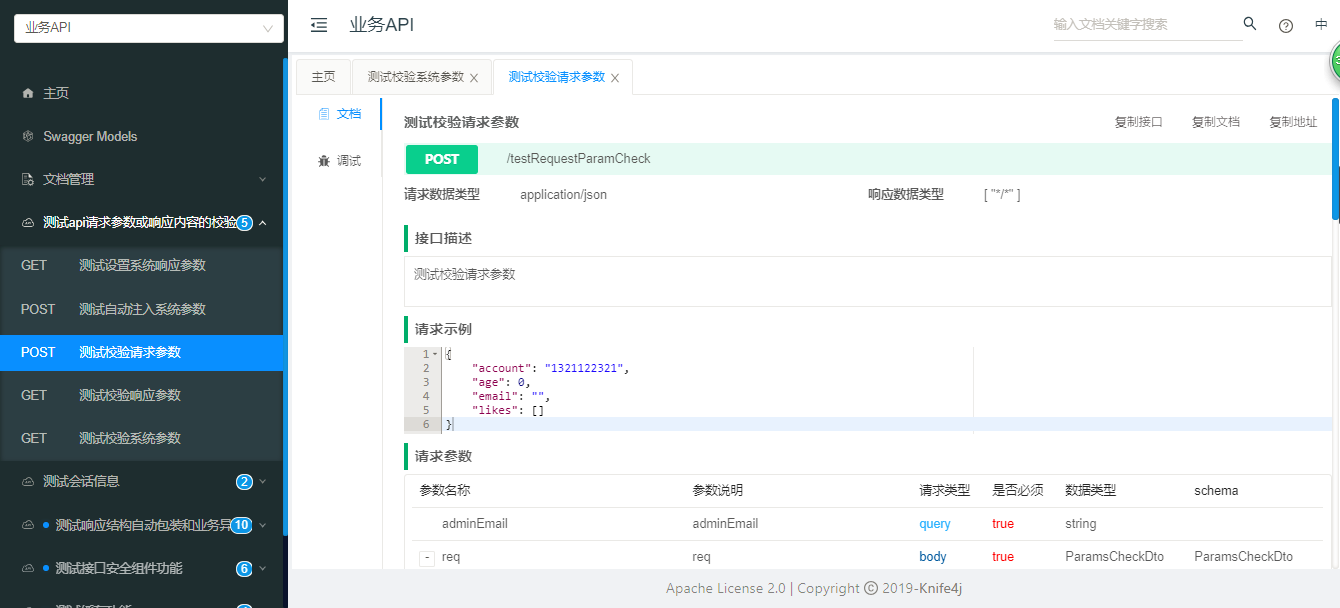 业务API
主页
Swagger Models
文档管理
测试api请求参数或响应内容的校验 5
GET 测试设置系统响应参数
POST 测试自动注入系统参数
POST 测试校验请求参数
GET 测试校验响应参数
GET 测试校验系统参数
测试会话信息 2
测试响应结构自动包装和业务异 10
测试接口安全组件功能 6
业务API
输入文档关键字搜索
中
主页 测试校验系统参数 测试校验请求参数
文档
调试
测试校验请求参数 复制接口 复制文档 复制地址
POST /testRequestParamCheck
请求数据类型 application/json 响应数据类型 [ "*/*" ]
接口描述
测试校验请求参数
请求示例
1 {
2 "account": "1321122321",
3 "age": 0,
4 "email": "",
5 "likes": []
6 }
请求参数
参数名称 参数说明 请求类型 是否必须 数据类型 schema
adminEmail adminEmail query true string
- req req body true ParamsCheckDto ParamsCheckDto
Apache License 2.0 | Copyright © 2019-Knife4j